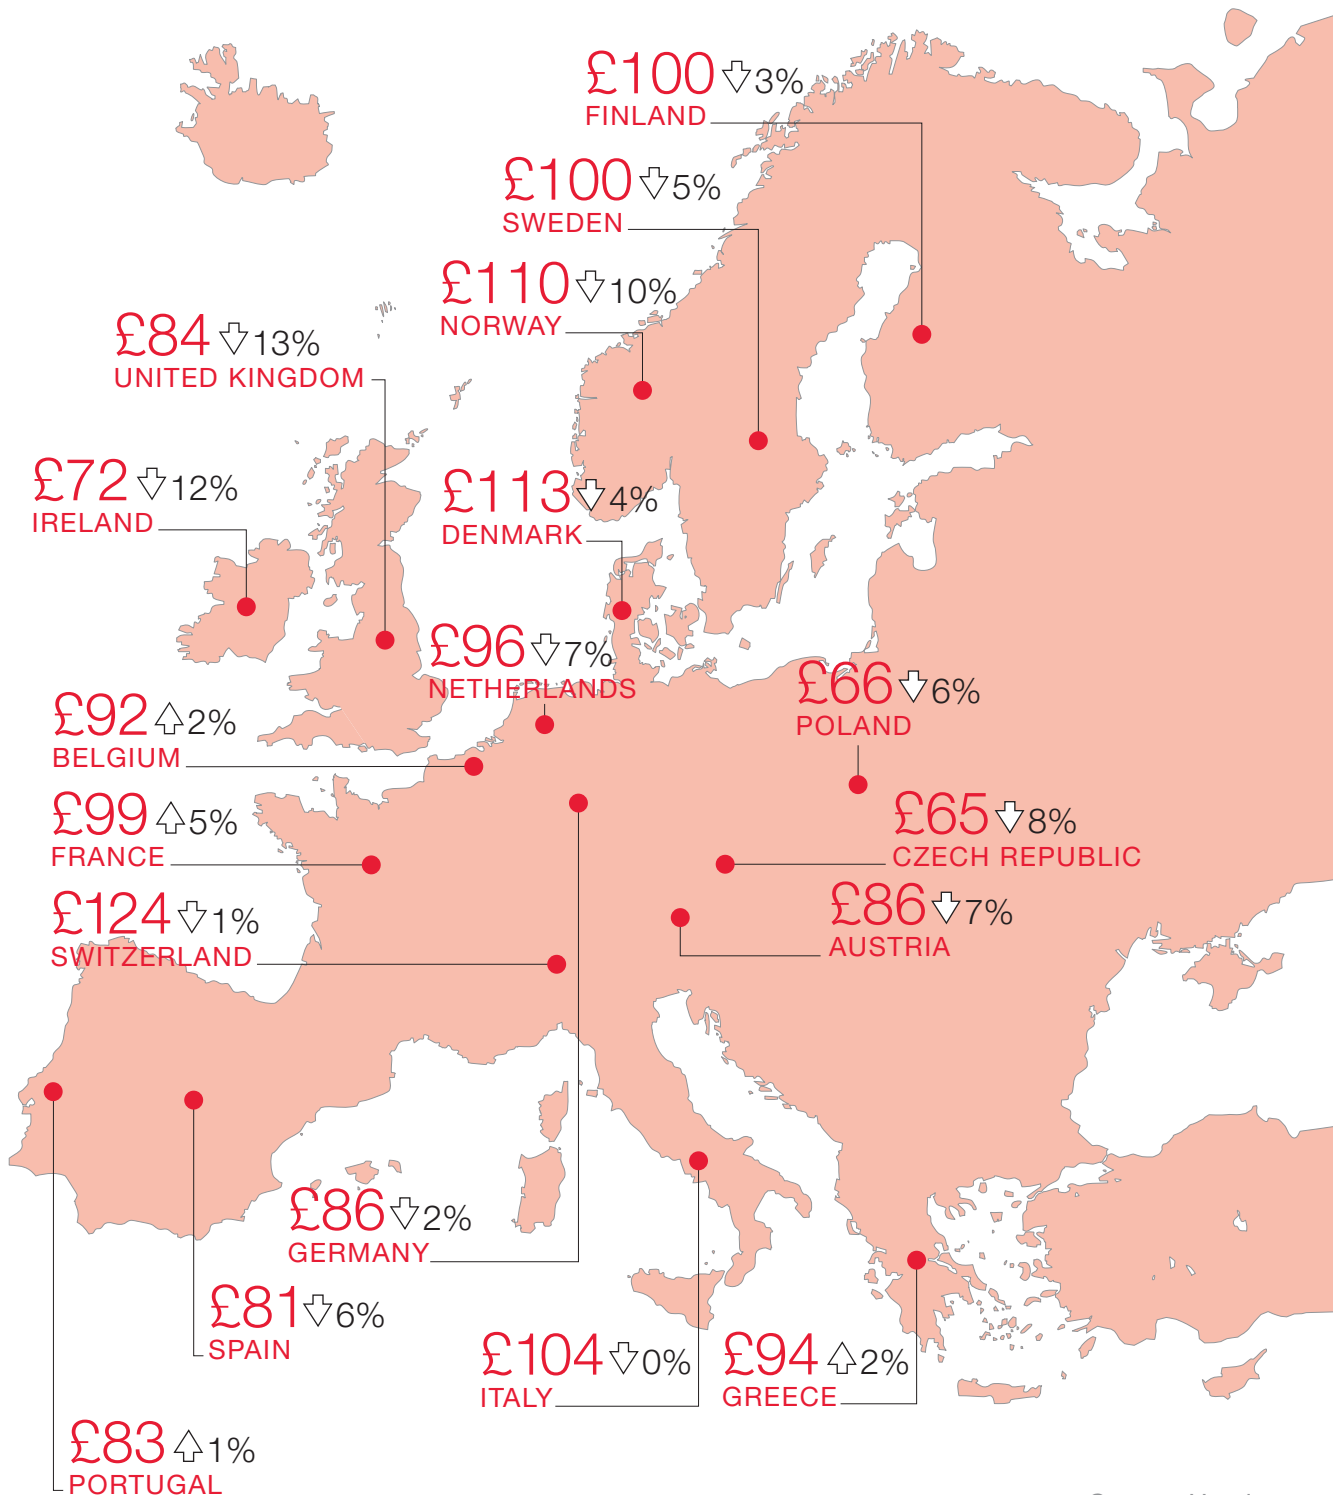 £100 3%
FINLAND
£100 5%
SWEDEN
£110 10%
NORWAY
£84 13%
UNITED KINGDOM
£72 12%
IRELAND
£113 4%
DENMARK
£96 7%
NETHERLANDS
£66 6%
POLAND
£92 2%
BELGIUM
£99 5%
FRANCE
£65 8%
CZECH REPUBLIC
£124 1%
SWITZERLAND
£86 7%
AUSTRIA
£86 2%
GERMANY
£81 6%
SPAIN
£104 0%
ITALY
£94 2%
GREECE
£83 1%
PORTUGAL